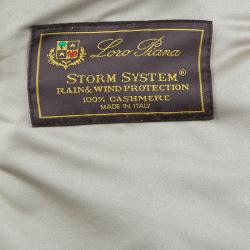 Loro Piana
STORM SYSTEM®
RAIN & WIND PROTECTION
100% CASHMERE
MADE IN ITALY